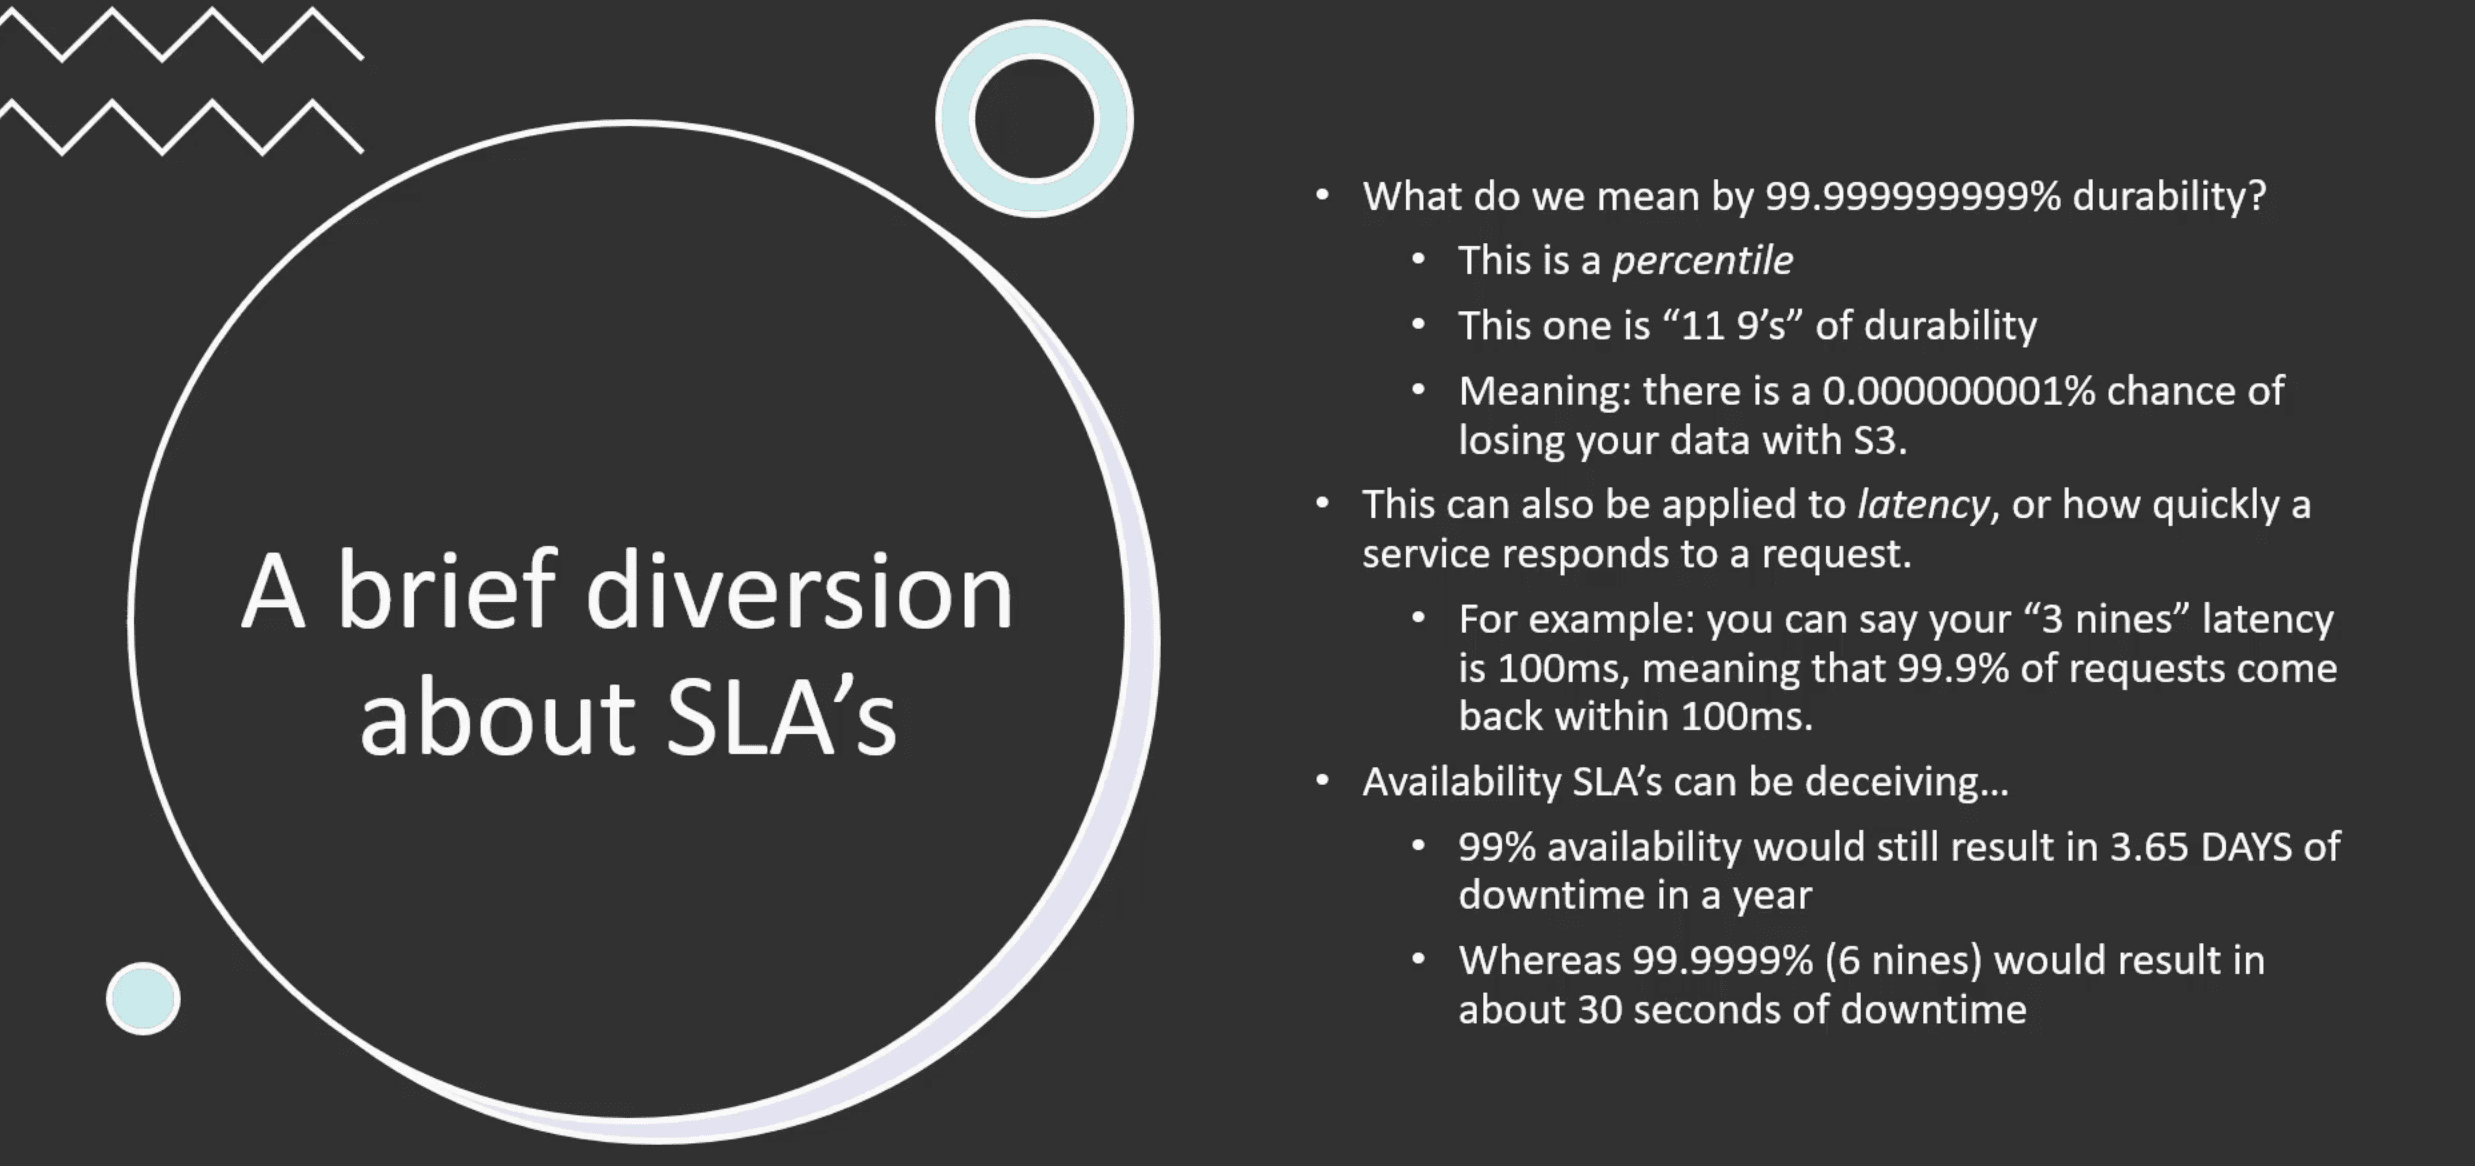 A brief diversion
about SLA’s
• What do we mean by 99.999999999% durability?
• This is a percentile
• This one is “11 9’s” of durability
• Meaning: there is a 0.000000001% chance of
losing your data with S3.
• This can also be applied to latency, or how quickly a
service responds to a request.
• For example: you can say your “3 nines” latency
is 100ms, meaning that 99.9% of requests come
back within 100ms.
• Availability SLA’s can be deceiving…
• 99% availability would still result in 3.65 DAYS of
downtime in a year
• Whereas 99.9999% (6 nines) would result in
about 30 seconds of downtime